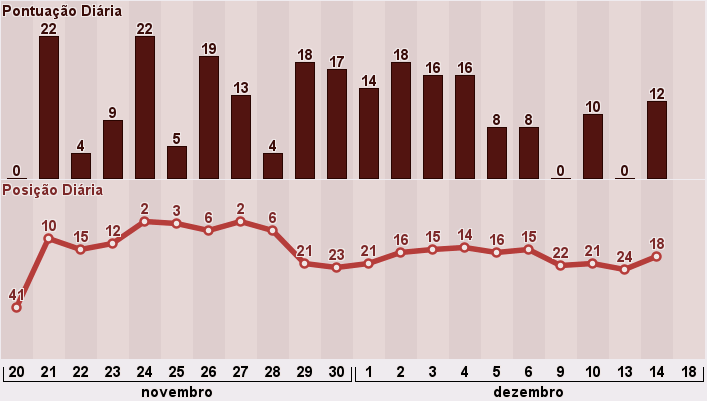 Pontuação Diária
0 22 4 9 22 5 19 13 4 18 17 14 18 16 16 8 8 0 10 0 12
Posição Diária
41 10 15 12 2 3 6 2 6 21 23 21 16 15 14 16 15 22 21 24 18
20 21 22 23 24 25 26 27 28 29 30 1 2 3 4 5 6 9 10 13 14 18
novembro dezembro